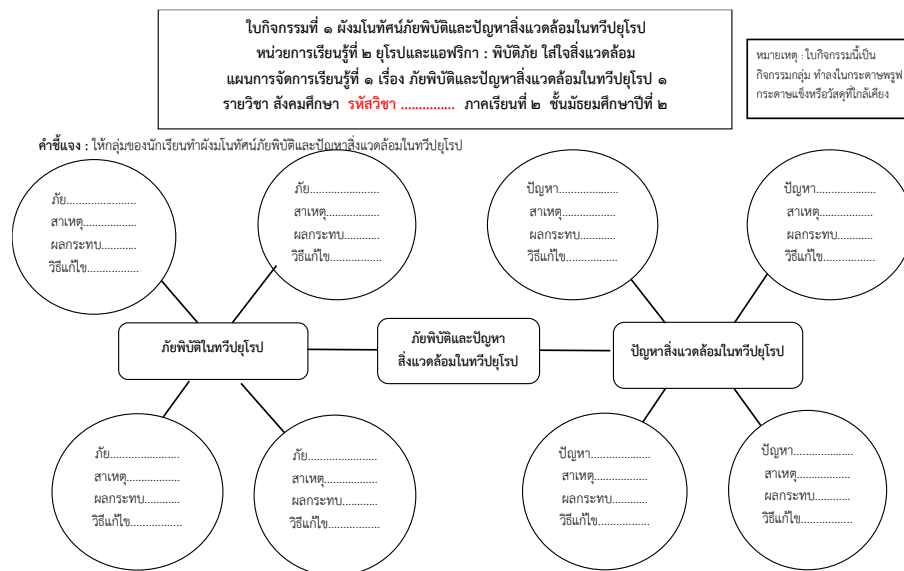 ใบกิจกรรมที่ ๑ ผังมโนทัศน์ภัยพิบัติและปัญหาสิ่งแวดล้อมในทวีปยุโรป
หน่วยการเรียนรู้ที่ ๒ ยุโรปและแอฟริกา : พิบัติภัย ใส่ใจสิ่งแวดล้อม
แผนการจัดการเรียนรู้ที่ ๑ เรื่อง ภัยพิบัติและปัญหาสิ่งแวดล้อมในทวีปยุโรป ๑
รายวิชา สังคมศึกษา รหัสวิชา ............... ภาคเรียนที่ ๒ ชั้นมัธยมศึกษาปีที่ ๒
หมายเหตุ : ใบกิจกรรมนี้เป็น
กิจกรรมกลุ่ม ทำลงในกระดาษพรูฟ
กระดาษแข็งหรือวัสดุที่ใกล้เคียง
คำชี้แจง : ให้กลุ่มของนักเรียนทำผังมโนทัศน์ภัยพิบัติและปัญหาสิ่งแวดล้อมในทวีปยุโรป
ภัย.......................
สาเหตุ..................
ผลกระทบ............
วิธีแก้ไข.................
ภัย.......................
สาเหตุ..................
ผลกระทบ............
วิธีแก้ไข.................
ปัญหา....................
สาเหตุ..................
ผลกระทบ............
วิธีแก้ไข.................
ปัญหา....................
สาเหตุ...................
ผลกระทบ............
วิธีแก้ไข.................
ภัยพิบัติในทวีปยุโรป
ภัยพิบัติและปัญหา
สิ่งแวดล้อมในทวีปยุโรป
ปัญหาสิ่งแวดล้อมในทวีปยุโรป
ภัย.......................
สาเหตุ..................
ผลกระทบ............
วิธีแก้ไข.................
ภัย.......................
สาเหตุ..................
ผลกระทบ............
วิธีแก้ไข.................
ปัญหา....................
สาเหตุ...................
ผลกระทบ............
วิธีแก้ไข.................
ปัญหา....................
สาเหตุ...................
ผลกระทบ............
วิธีแก้ไข.................